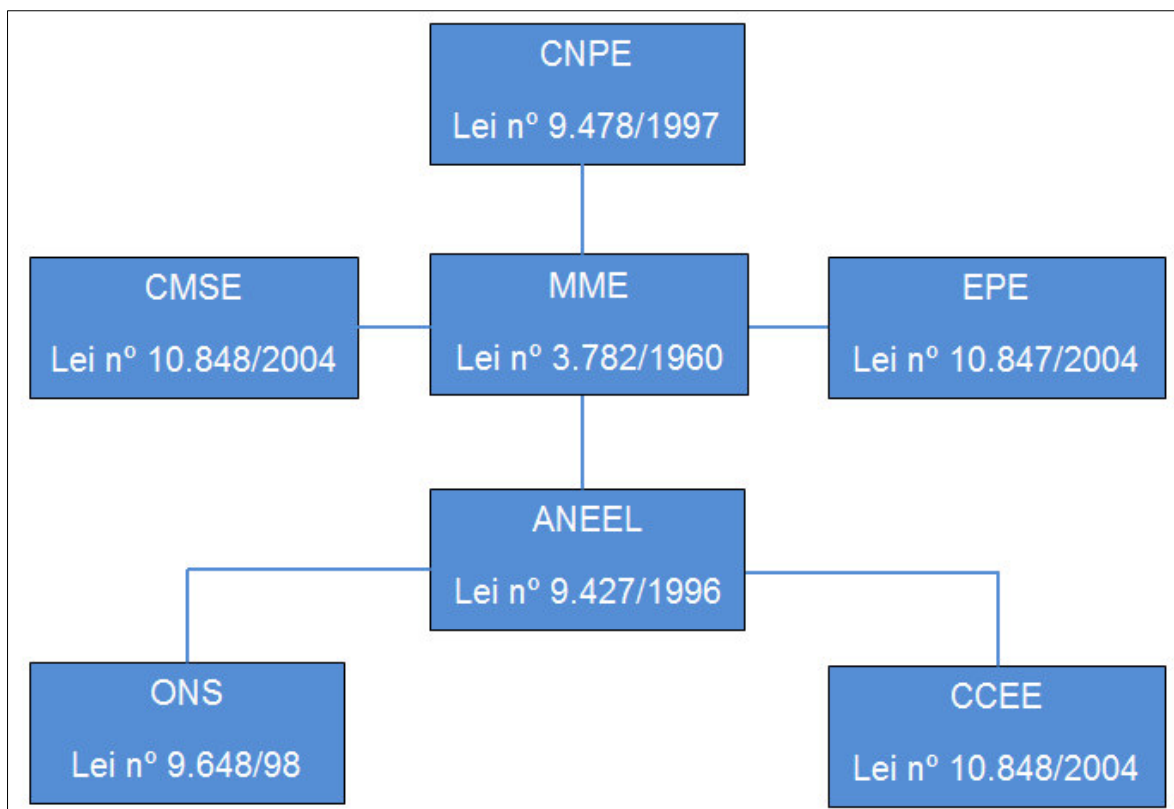 CNPE
Lei nº 9.478/1997
CMSE
Lei nº 10.848/2004
MME
Lei nº 3.782/1960
EPE
Lei nº 10.847/2004
ANEEL
Lei nº 9.427/1996
ONS
Lei nº 9.648/98
CCEE
Lei nº 10.848/2004